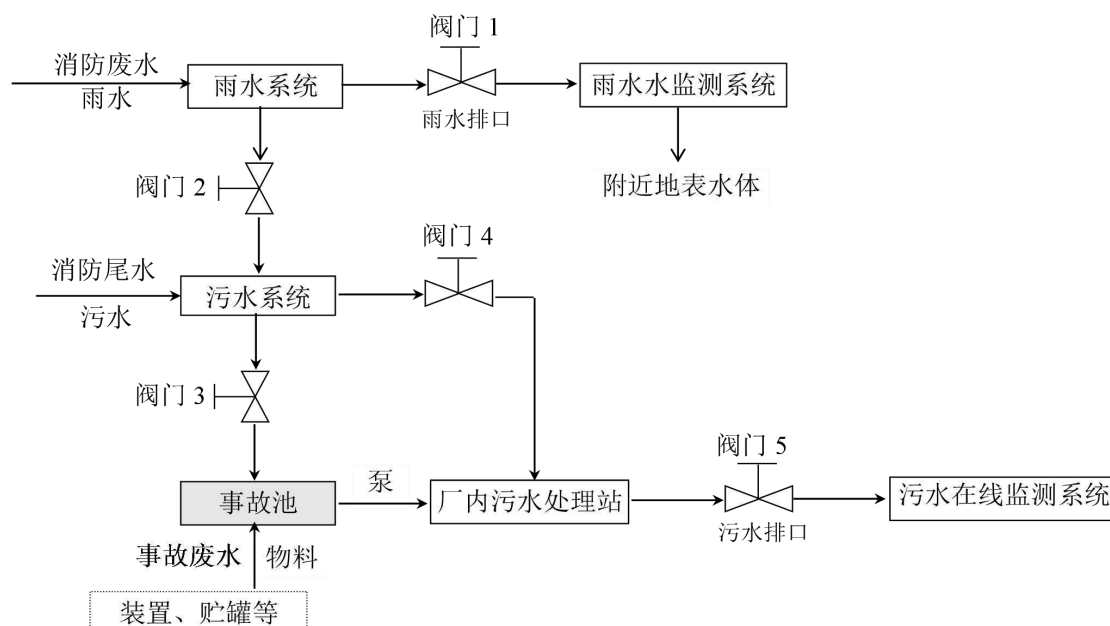 阀门 1
消防废水
雨水
雨水系统
雨水水监测系统
雨水排口
阀门 2
附近地表水体
阀门 4
消防尾水
污水
污水系统
阀门 3
阀门 5
事故池
泵
厂内污水处理站
污水在线监测系统
污水排口
事故废水
物料
装置、贮罐等